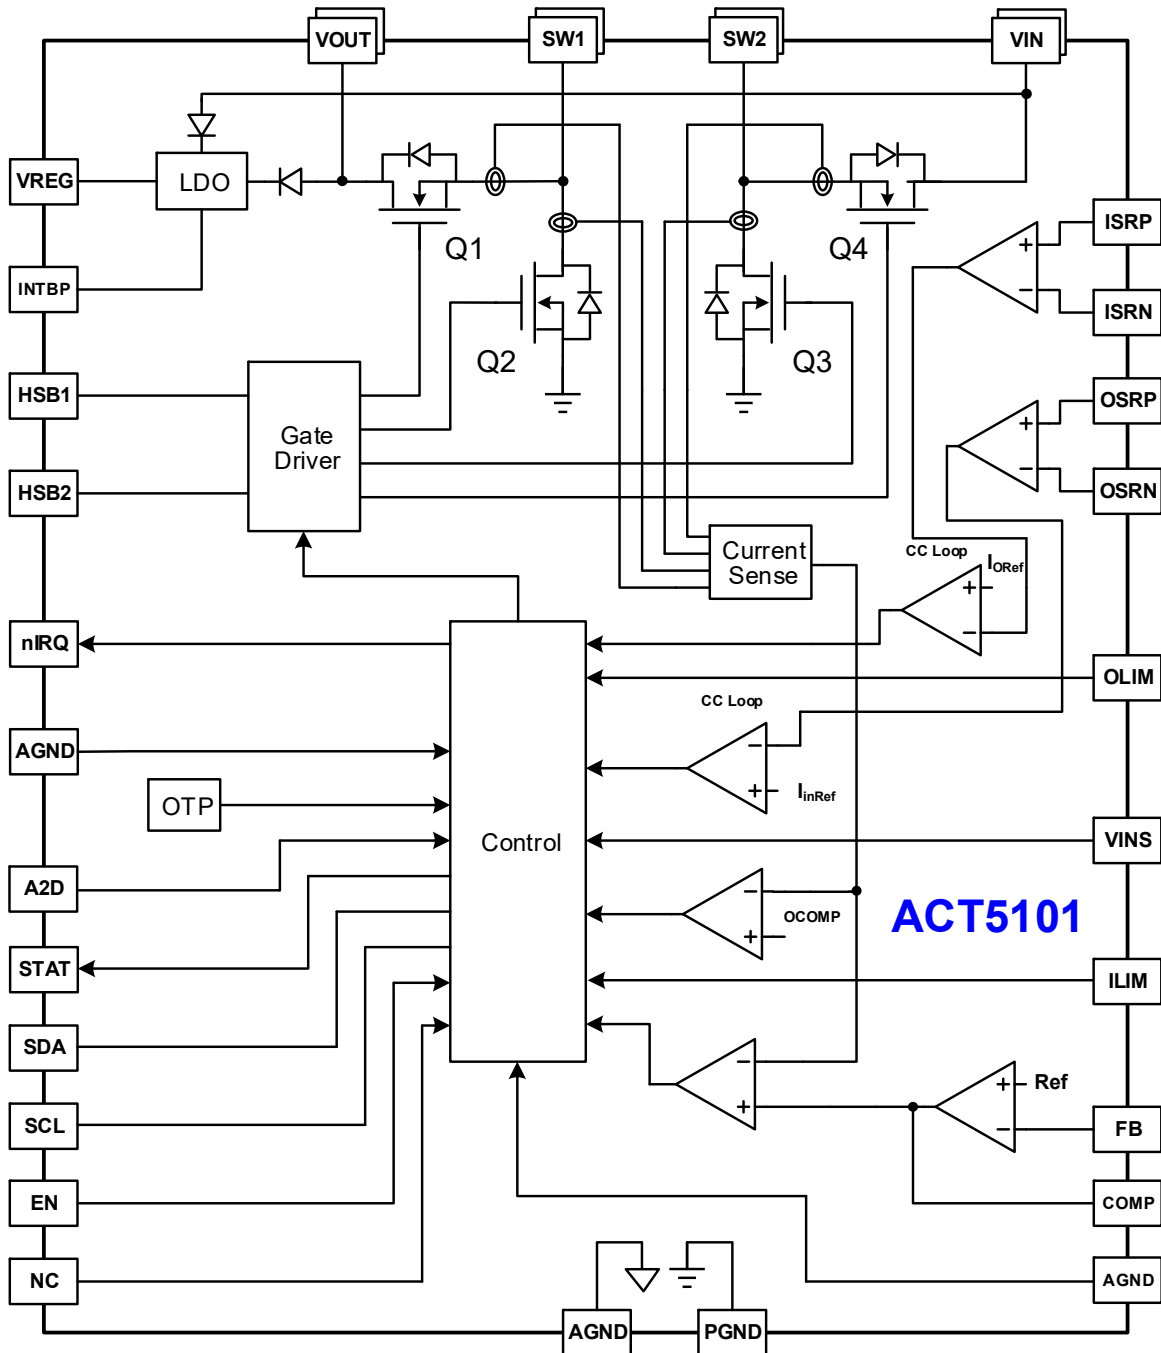 VOUT
SW1
SW2
VIN
VREG
LDO
INTBP
Q1
Q4
ISRP
ISRN
Q2
Q3
HSB1
Gate
Driver
OSRP
HSB2
OSRN
Current
Sense
CC Loop
IORef
+
−
+
−
+
−
nIRQ
OLIM
CC Loop
AGND
−
+
IinRef
OTP
Control
VINS
A2D
−
OCOMP
+
ACT5101
STAT
ILIM
SDA
−
+
+
Ref
−
SCL
FB
EN
COMP
NC
AGND
AGND
PGND